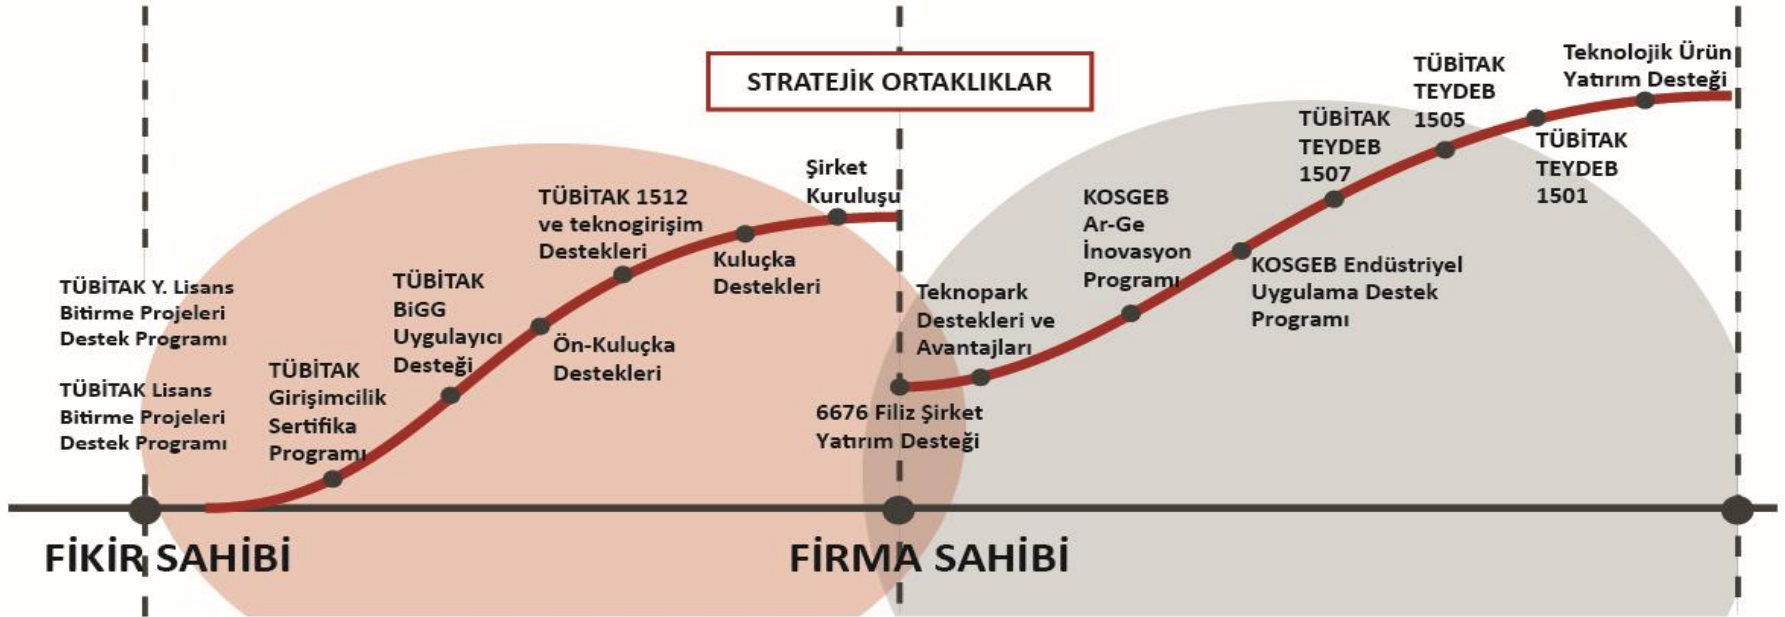 STRATEJİK ORTAKLIKLAR
TÜBİTAK Y. Lisans
Bitirme Projeleri
Destek Programı
TÜBİTAK Lisans
Bitirme Projeleri
Destek Programı
TÜBİTAK
Girişimcilik
Sertifika
Programı
TÜBİTAK
BiGG
Uygulayıcı
Desteği
Ön-Kuluçka
Destekleri
TÜBİTAK 1512
ve teknogirişim
Destekleri
Kuluçka
Destekleri
Şirket
Kuruluşu
6676 Filiz Şirket
Yatırım Desteği
Teknopark
Destekleri ve
Avantajları
KOSGEB
Ar-Ge
İnovasyon
Programı
KOSGEB Endüstriyel
Uygulama Destek
Programı
TÜBİTAK
TEYDEB
1507
TÜBİTAK
TEYDEB
1505
TÜBİTAK
TEYDEB
1501
Teknolojik Ürün
Yatırım Desteği
FİKİR SAHİBİ
FİRMA SAHİBİ